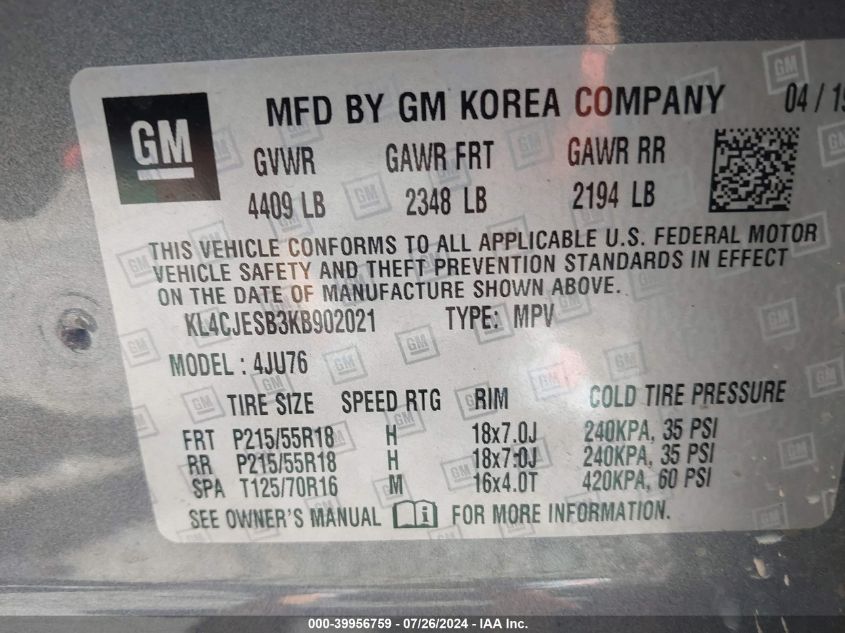 GM MFD BY GM KOREA COMPANY 04/19
GVWR GAWR FRT GAWR RR
4409 LB 2348 LB 2194 LB
THIS VEHICLE CONFORMS TO ALL APPLICABLE U.S. FEDERAL MOTOR
VEHICLE SAFETY AND THEFT PREVENTION STANDARDS IN EFFECT
ON THE DATE OF MANUFACTURE SHOWN ABOVE.
KL4CJESB3KB902021 TYPE: MPV
MODEL: 4JU76
TIRE SIZE SPEED RTG RIM COLD TIRE PRESSURE
FRT P215/55R18 H 18x7.0J 240KPA, 35 PSI
RR P215/55R18 H 18x7.0J 240KPA, 35 PSI
SPA T125/70R16 M 16x4.0T 420KPA, 60 PSI
SEE OWNER'S MANUAL i FOR MORE INFORMATION.
000-39956759 / 07/26/2024 - IAA Inc.